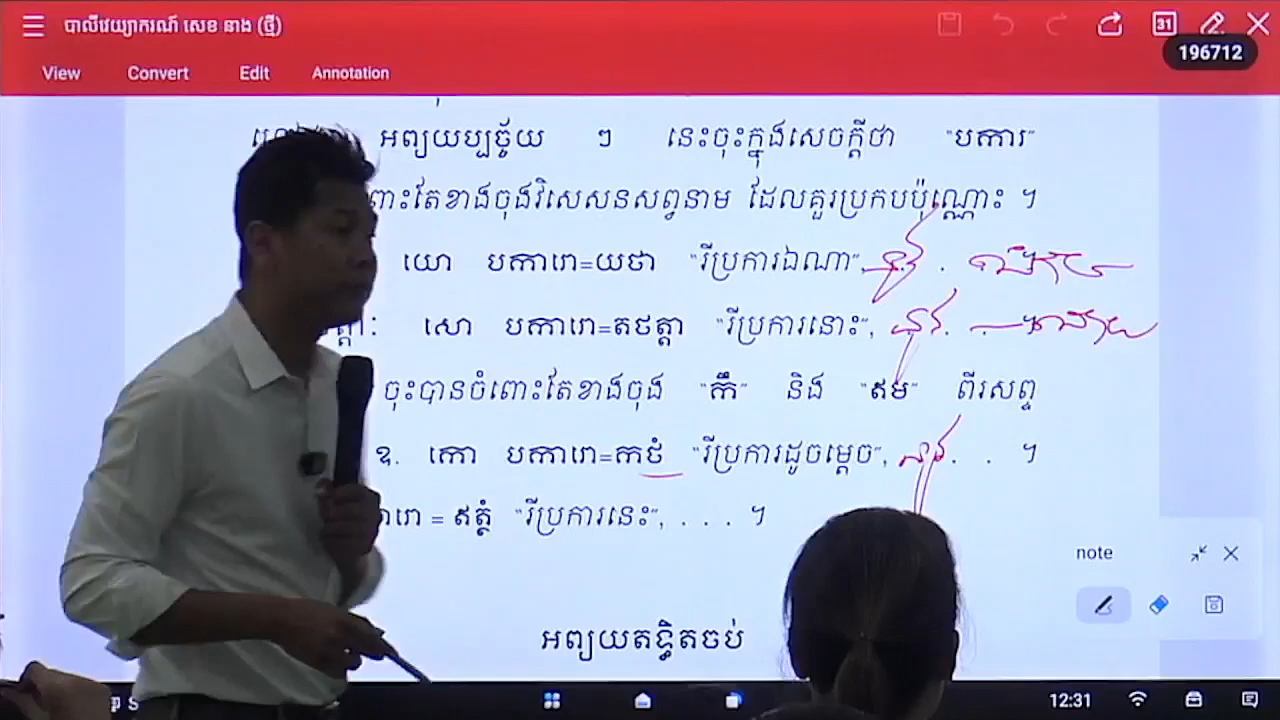 បាលីវេយ្យាករណ៍ សេខ នាង (ថ្មី)
196712
View Convert Edit Annotation
អព្យយប្បច្ច័យ ៗ នេះចុះក្នុងសេចក្ដីថា "បការ"
ពោះតែខាងចុងវិសេសនសព្វនាម ដែលគួរប្រកបប៉ុណ្ណោះ ។
យោ បការោ=យថា "រីប្រការឯណា", . ។
សោ បការោ=តថត្តា "រីប្រការនោះ", . . ។
ចុះបានចំពោះតែខាងចុង "កឹ" និង "ឥម" ពីរសព្ទ
ឧ. កោ បការោ=កថំ "រីប្រការដូចម្ដេច", . . ។
ារោ = ឥត្ថំ "រីប្រការនេះ", . . . ។
note
អព្យយតទ្ធិតចប់
12:31